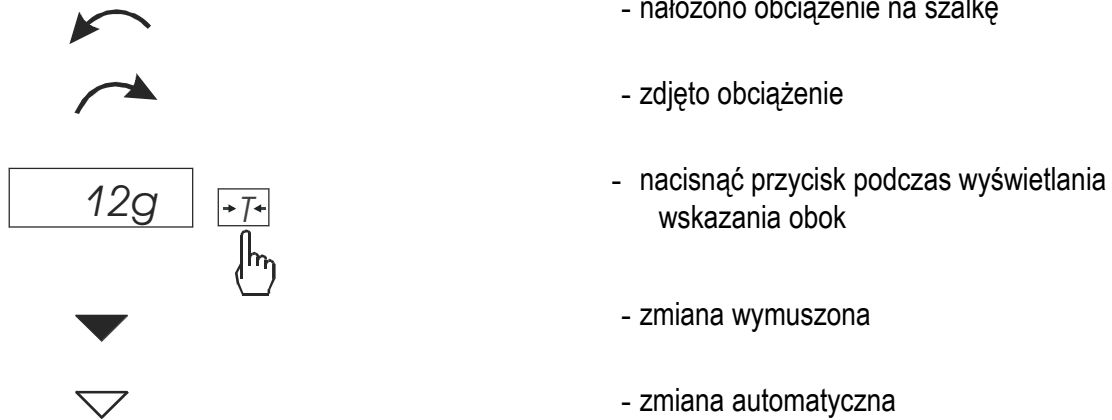 - nałożono obciążenie na szalkę
- zdjęto obciążenie
12g →T←
- nacisnąć przycisk podczas wyświetlania
wskazania obok
- zmiana wymuszona
- zmiana automatyczna